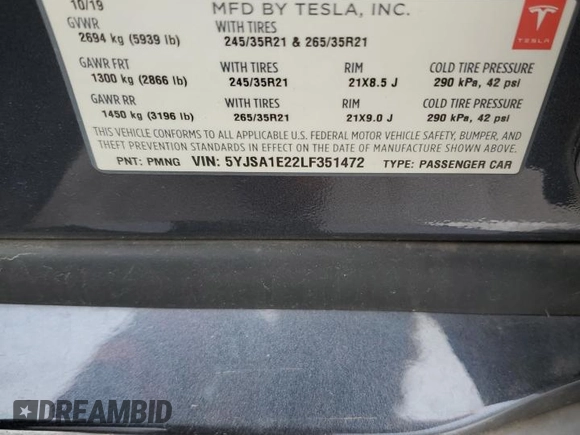 10/19 MFD BY TESLA, INC.
GVWR WITH TIRES
2694 kg (5939 lb) 245/35R21 & 265/35R21
TESLA
GAWR FRT WITH TIRES RIM COLD TIRE PRESSURE
1300 kg (2866 lb) 245/35R21 21X8.5 J 290 kPa, 42 psi
GAWR RR WITH TIRES RIM COLD TIRE PRESSURE
1450 kg (3196 lb) 265/35R21 21X9.0 J 290 kPa, 42 psi
THIS VEHICLE CONFORMS TO ALL APPLICABLE U.S. FEDERAL MOTOR VEHICLE SAFETY, BUMPER, AND
THEFT PREVENTION STANDARDS IN EFFECT ON THE DATE OF MANUFACTURE SHOWN ABOVE.
PNT: PMNG VIN: 5YJSA1E22LF351472 TYPE: PASSENGER CAR
DREAMBID